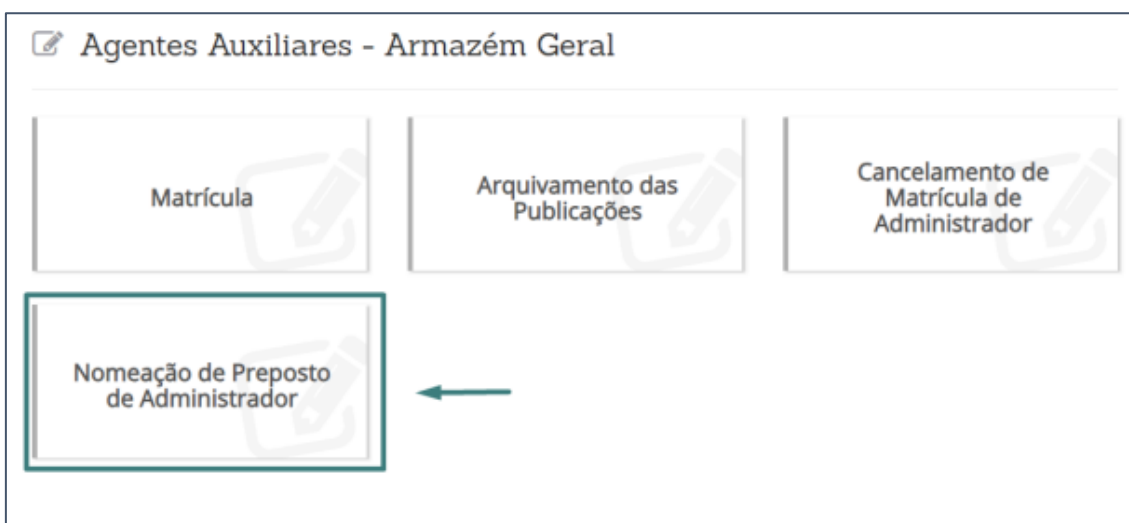 Agentes Auxiliares - Armazém Geral
Matrícula
Arquivamento das
Publicações
Cancelamento de
Matrícula de
Administrador
Nomeação de Preposto
de Administrador